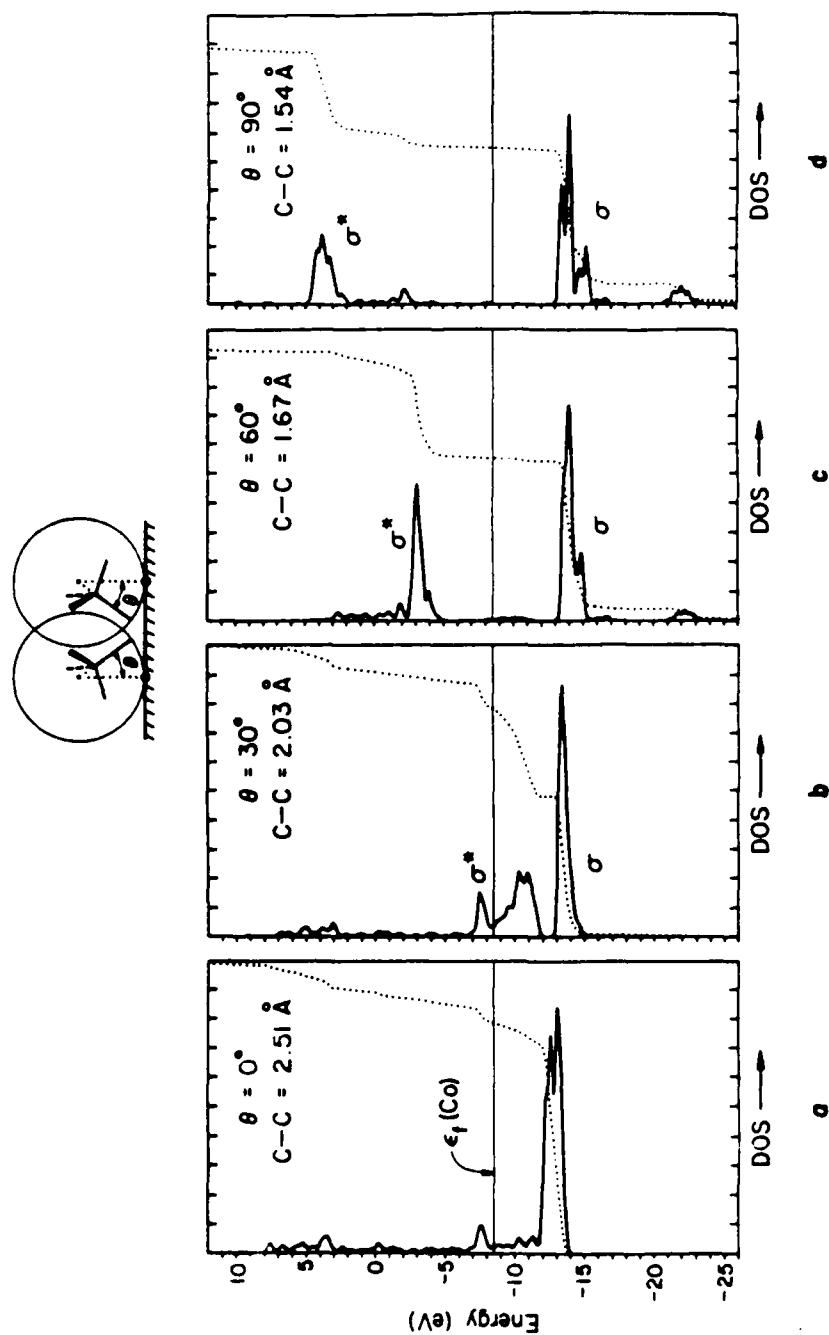 θ
θ
Energy (eV)
10
5
0
-5
-10
-15
-20
-25
θ = 0°
C-C = 2.51 Å
ϵf (Co)
DOS →
a
θ = 30°
C-C = 2.03 Å
σ*
σ
DOS →
b
θ = 60°
C-C = 1.67 Å
σ*
σ
DOS →
c
θ = 90°
C-C = 1.54 Å
σ*
σ
DOS →
d